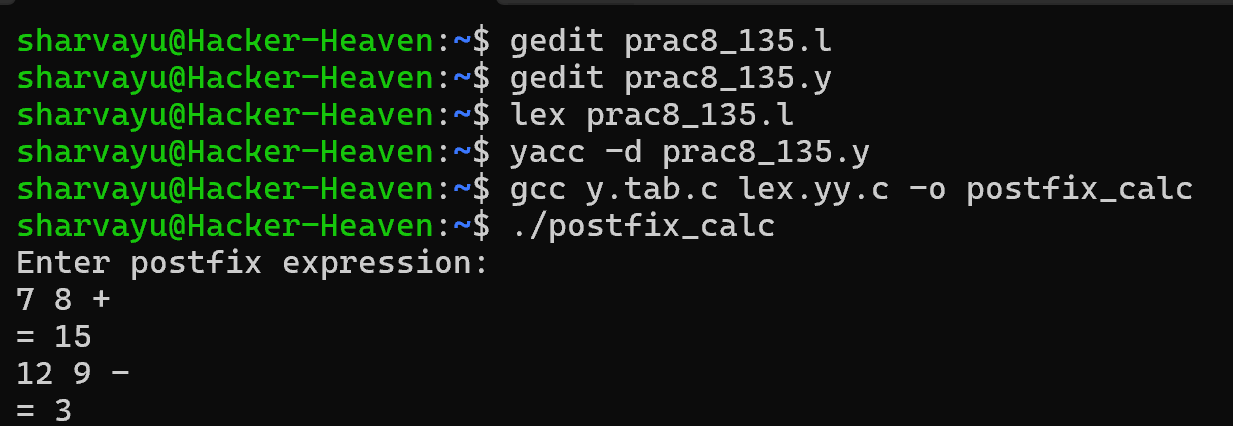 sharvayu@Hacker-Heaven:~$ gedit prac8_135.l
sharvayu@Hacker-Heaven:~$ gedit prac8_135.y
sharvayu@Hacker-Heaven:~$ lex prac8_135.l
sharvayu@Hacker-Heaven:~$ yacc -d prac8_135.y
sharvayu@Hacker-Heaven:~$ gcc y.tab.c lex.yy.c -o postfix_calc
sharvayu@Hacker-Heaven:~$ ./postfix_calc
Enter postfix expression:
7 8 +
= 15
12 9 -
= 3